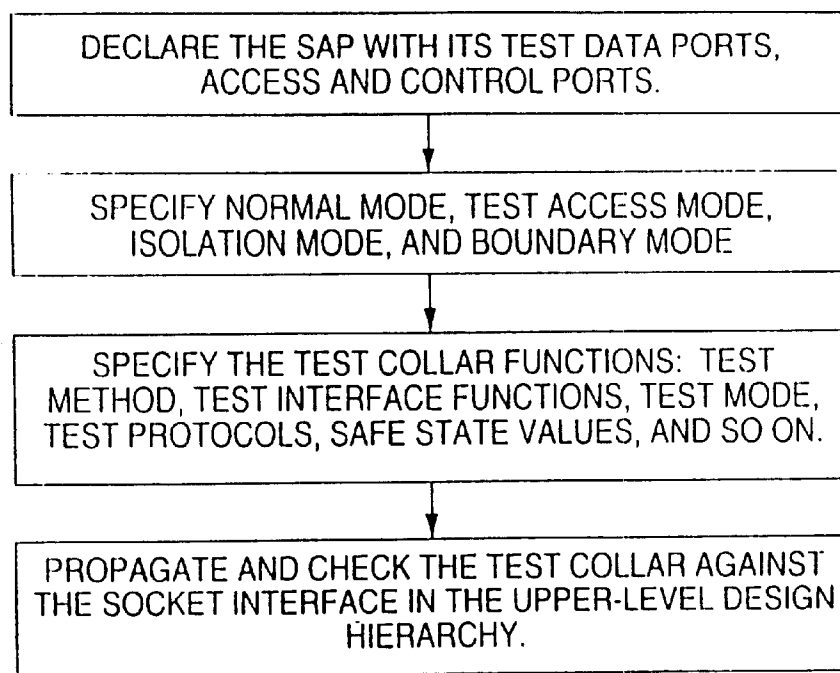 DECLARE THE SAP WITH ITS TEST DATA PORTS,
ACCESS AND CONTROL PORTS.
SPECIFY NORMAL MODE, TEST ACCESS MODE,
ISOLATION MODE, AND BOUNDARY MODE
SPECIFY THE TEST COLLAR FUNCTIONS: TEST
METHOD, TEST INTERFACE FUNCTIONS, TEST MODE,
TEST PROTOCOLS, SAFE STATE VALUES, AND SO ON.
PROPAGATE AND CHECK THE TEST COLLAR AGAINST
THE SOCKET INTERFACE IN THE UPPER-LEVEL DESIGN
HIERARCHY.